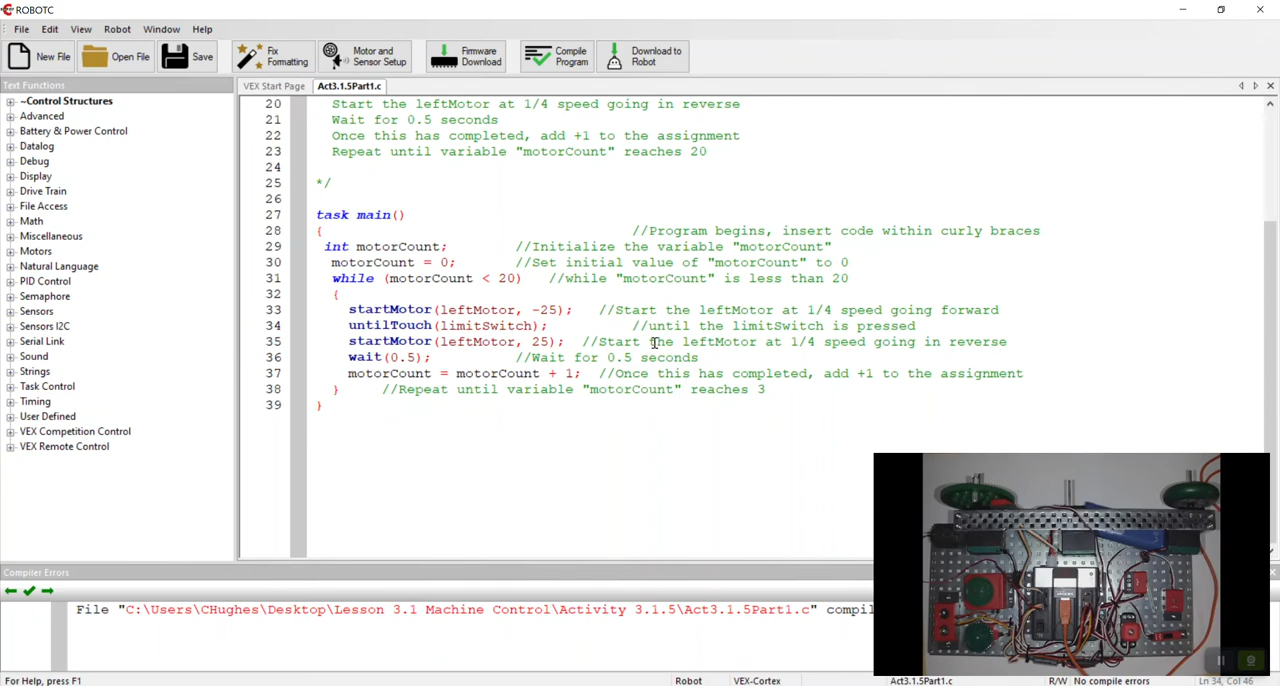 ROBOTC
File Edit View Robot Window Help
New File Open File Save Fix Formatting Motor and Sensor Setup Firmware Download Compile Program Download to Robot
Text Functions
VEX Start Page Act3.1.5Part1.c
~Control Structures
Advanced
Battery & Power Control
Datalog
Debug
Display
Drive Train
File Access
Math
Miscellaneous
Motors
Natural Language
PID Control
Semaphore
Sensors
Sensors I2C
Serial Link
Sound
Strings
Task Control
Timing
User Defined
VEX Competition Control
VEX Remote Control
20 Start the leftMotor at 1/4 speed going in reverse
21 Wait for 0.5 seconds
22 Once this has completed, add +1 to the assignment
23 Repeat until variable "motorCount" reaches 20
24
25 */
26
27 task main()
28 { //Program begins, insert code within curly braces
29 int motorCount; //Initialize the variable "motorCount"
30 motorCount = 0; //Set initial value of "motorCount" to 0
31 while (motorCount < 20) //while "motorCount" is less than 20
32 {
33 startMotor(leftMotor, -25); //Start the leftMotor at 1/4 speed going forward
34 untilTouch(limitSwitch); //until the limitSwitch is pressed
35 startMotor(leftMotor, 25); //Start the leftMotor at 1/4 speed going in reverse
36 wait(0.5); //Wait for 0.5 seconds
37 motorCount = motorCount + 1; //Once this has completed, add +1 to the assignment
38 } //Repeat until variable "motorCount" reaches 3
39 }
Compiler Errors
File "C:\Users\CHughes\Desktop\Lesson 3.1 Machine Control\Activity 3.1.5\Act3.1.5Part1.c" compil
For Help, press F1 Robot VEX-Cortex Act3.1.5Part1.c R/W No compile errors Ln 34, Col 46